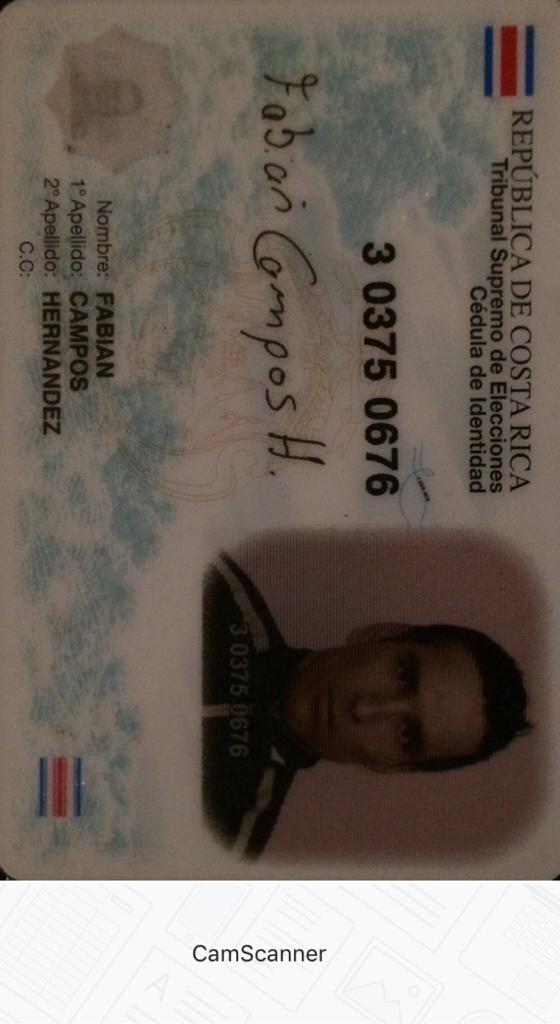 REPÚBLICA DE COSTA RICA
Tribunal Supremo de Elecciones
Cédula de Identidad
3 0375 0676
Fabian Campos H.
Nombre: FABIAN
1° Apellido: CAMPOS
2° Apellido: HERNANDEZ
C.C:
3 0375 0676
CamScanner